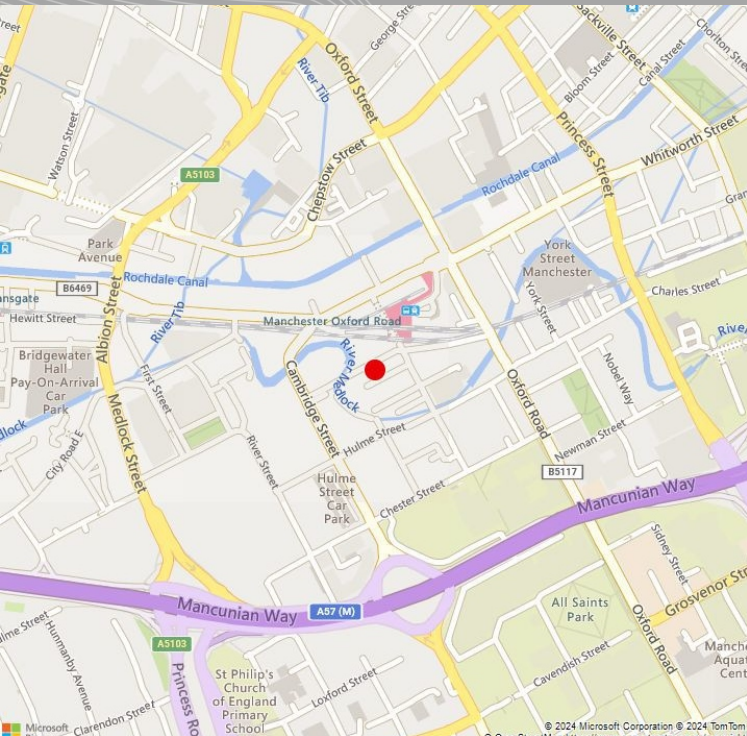 George Street
Sackville Street
Chorlton Street
Canal Street
Bloom Street
Oxford Street
River Tib
Watson Street
Princess Street
Whitworth Street
Chepstow Street
A5103
Rochdale Canal
Park
Avenue
York
Street
Manchester
Rochdale Canal
B6469
Charles Street
Hewitt Street
River Tib
Manchester Oxford Road
York Street
Albion Street
Bridgewater
Hall
Pay-On-Arrival
Car
Park
First Street
River Medlock
Cambridge Street
Nobel Way
Oxford Road
Medlock Street
City Road E
River Street
Hulme Street
Newman Street
B5117
Hulme
Street
Car
Park
Chester Street
Mancunian Way
Sidney Street
Mancunian Way
A57 (M)
All Saints
Park
Grosvenor Str
Oxford Road
A5103
Hunmanby Avenue
Princess Ro
St Philip's
Church
of England
Primary
School
Loxford Street
Cavendish Street
Clarendon Street
Microsoft
© 2024 Microsoft Corporation © 2024 TomTom